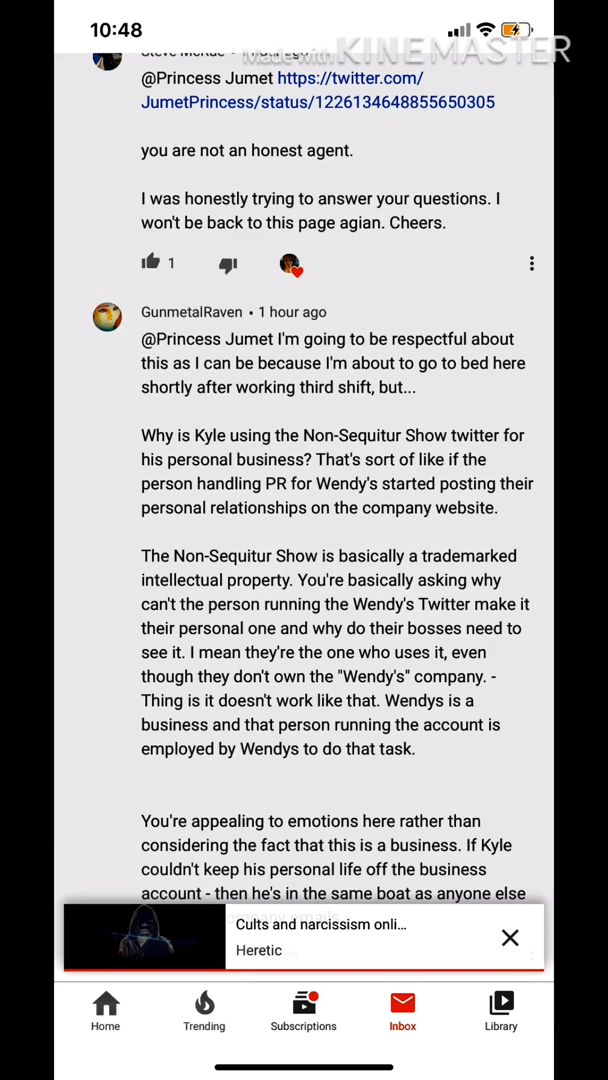 10:48
Made with KINEMASTER
@Princess Jumet https://twitter.com/
JumetPrincess/status/1226134648855650305
you are not an honest agent.
I was honestly trying to answer your questions. I
won't be back to this page agian. Cheers.
1
GunmetalRaven • 1 hour ago
@Princess Jumet I'm going to be respectful about
this as I can be because I'm about to go to bed here
shortly after working third shift, but...
Why is Kyle using the Non-Sequitur Show twitter for
his personal business? That's sort of like if the
person handling PR for Wendy's started posting their
personal relationships on the company website.
The Non-Sequitur Show is basically a trademarked
intellectual property. You're basically asking why
can't the person running the Wendy's Twitter make it
their personal one and why do their bosses need to
see it. I mean they're the one who uses it, even
though they don't own the "Wendy's" company. -
Thing is it doesn't work like that. Wendys is a
business and that person running the account is
employed by Wendys to do that task.
You're appealing to emotions here rather than
considering the fact that this is a business. If Kyle
couldn't keep his personal life off the business
account - then he's in the same boat as anyone else
company emails
Cults and narcissism onli...
Heretic
Home
Trending
Subscriptions
Inbox
Library